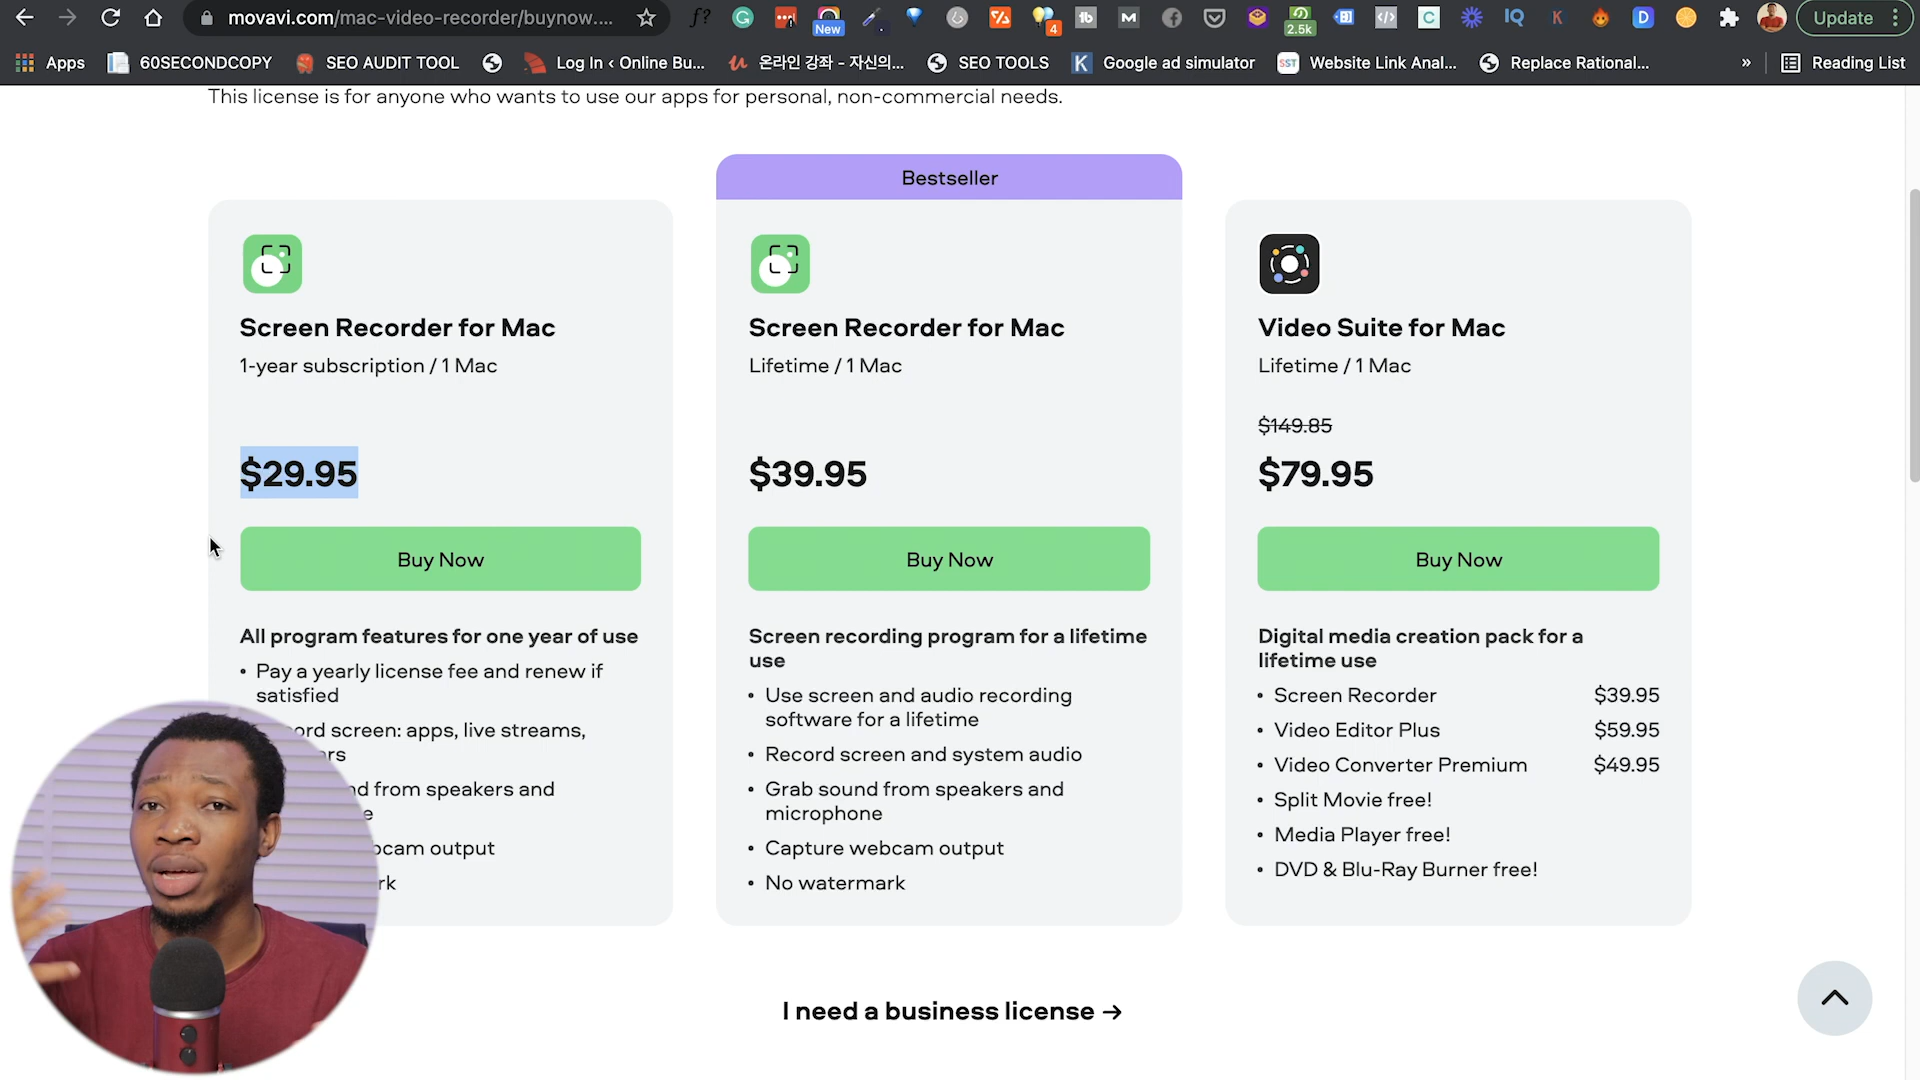 movavi.com/mac-video-recorder/buynow....
New
4
2.5k
IQ
K
D
Update
Apps
60SECONDCOPY
SEO AUDIT TOOL
Log In ‹ Online Bu...
온라인 강좌 - 자신의...
SEO TOOLS
K
Google ad simulator
SST
Website Link Anal...
Replace Rational...
»
Reading List
This license is for anyone who wants to use our apps for personal, non-commercial needs.
Screen Recorder for Mac
1-year subscription / 1 Mac
$29.95
Buy Now
All program features for one year of use
• Pay a yearly license fee and renew if
satisfied
ord screen: apps, live streams,
rs
nd from speakers and
e
bcam output
rk
Bestseller
Screen Recorder for Mac
Lifetime / 1 Mac
$39.95
Buy Now
Screen recording program for a lifetime
use
• Use screen and audio recording
software for a lifetime
• Record screen and system audio
• Grab sound from speakers and
microphone
• Capture webcam output
• No watermark
Video Suite for Mac
Lifetime / 1 Mac
$149.85
$79.95
Buy Now
Digital media creation pack for a
lifetime use
• Screen Recorder $39.95
• Video Editor Plus $59.95
• Video Converter Premium $49.95
• Split Movie free!
• Media Player free!
• DVD & Blu-Ray Burner free!
I need a business license →